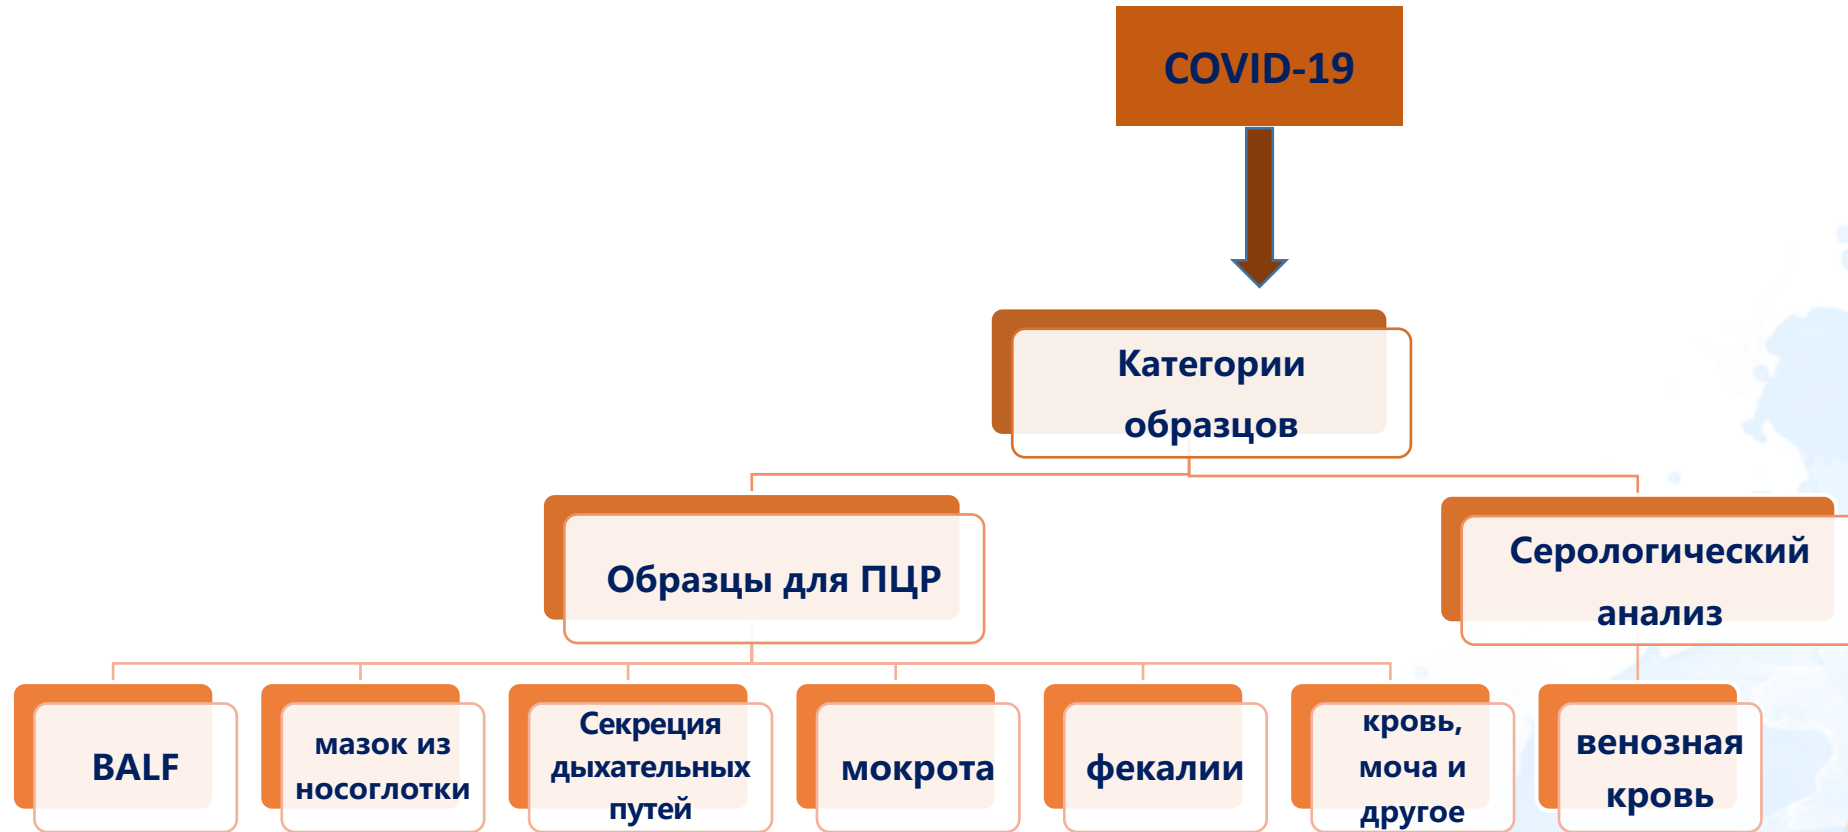 COVID-19
Категории
образцов
Образцы для ПЦР
Серологический
анализ
BALF
мазок из
носоглотки
Секреция
дыхательных
путей
мокрота
фекалии
кровь,
моча и
другое
венозная
кровь